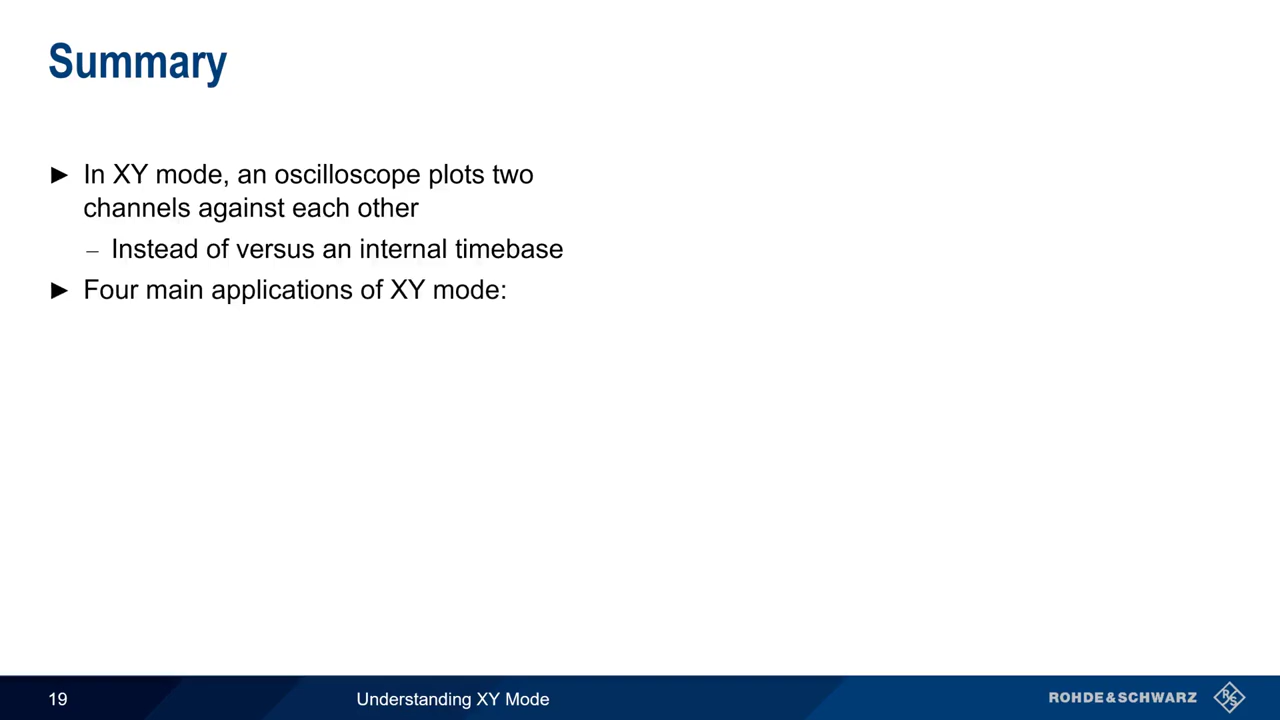 Summary
► In XY mode, an oscilloscope plots two
channels against each other
– Instead of versus an internal timebase
► Four main applications of XY mode:
19
Understanding XY Mode
ROHDE&SCHWARZ
R&S